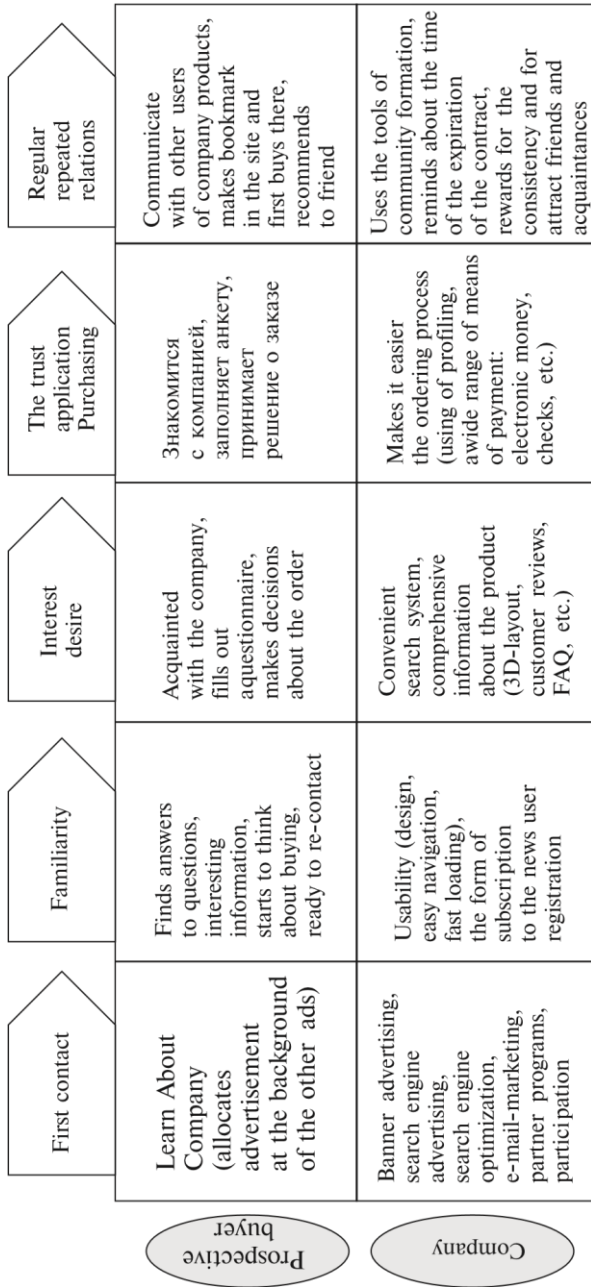 First contact
Familiarity
Interest
desire
The trust
application
Purchasing
Regular
repeated
relations
Prospective
buyer
Learn About
Company
(allocates
advertisement
at the background
of the other ads)
Finds answers
to questions,
interesting
information,
starts to think
about buying,
ready to re-contact
Acquainted
with the company,
fills out
aquestionnaire,
makes decisions
about the order
Знакомится
с компанией,
заполняет анкету,
принимает
решение о заказе
Communicate
with other users
of company products,
makes bookmark
in the site and
first buys there,
recommends
to friend
Company
Banner advertising,
search engine
advertising,
search engine
optimization,
e-mail-marketing,
partner programs,
participation
Usability (design,
easy navigation,
fast loading),
the form of
subscription
to the news user
registration
Convenient
search system,
comprehensive
information
about the product
(3D-layout,
customer reviews,
FAQ, etc.)
Makes it easier
the ordering process
(using of profiling,
awide range of means
of payment:
electronic money,
checks, etc.)
Uses the tools of
community formation,
reminds about the time
of the expiration
of the contract,
rewards for the
consistency and for
attract friends and
acquaintances